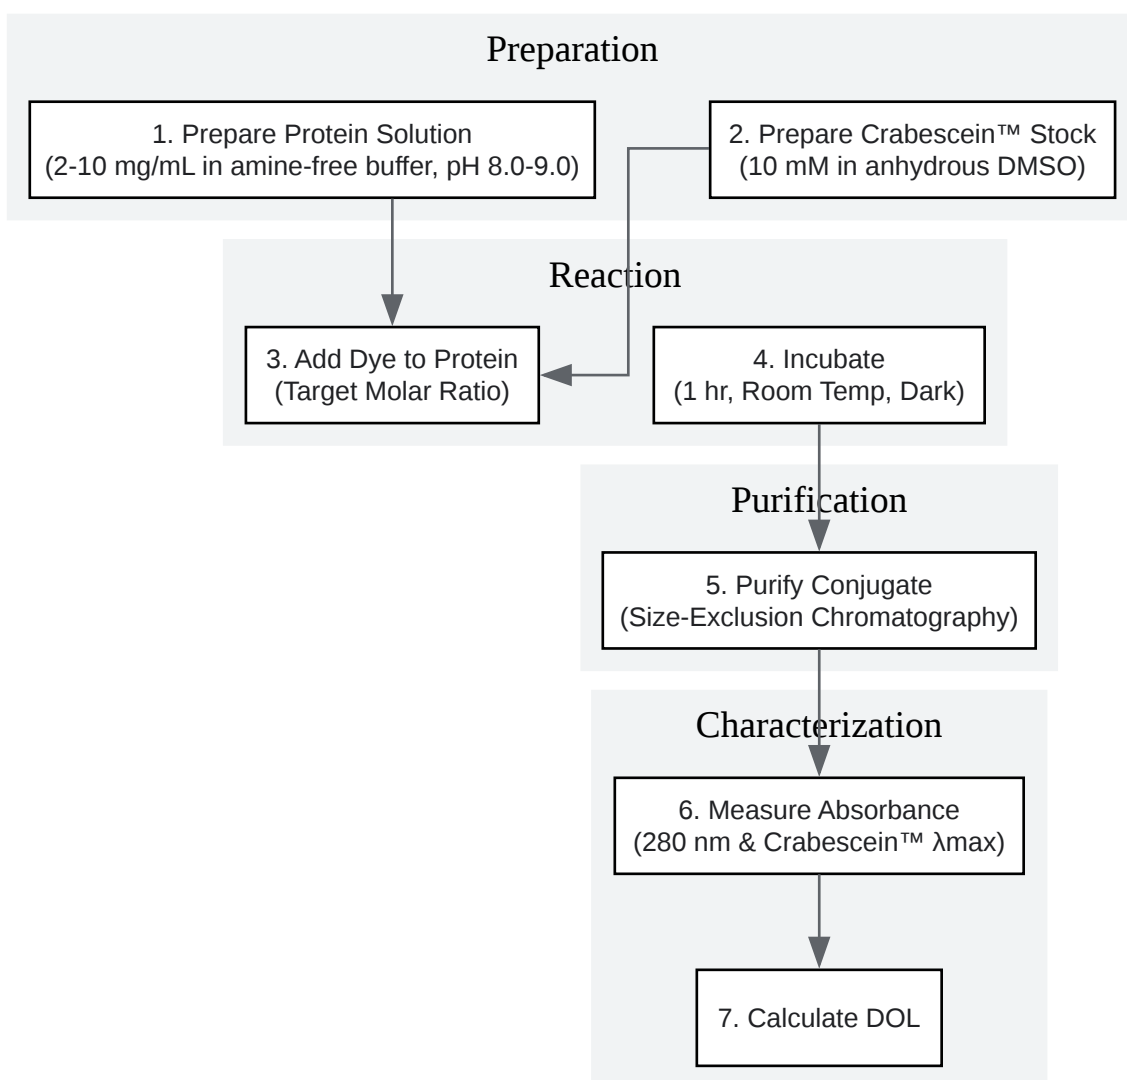 Preparation
1. Prepare Protein Solution
(2-10 mg/mL in amine-free buffer, pH 8.0-9.0)
2. Prepare Crabescein™ Stock
(10 mM in anhydrous DMSO)
Reaction
3. Add Dye to Protein
(Target Molar Ratio)
4. Incubate
(1 hr, Room Temp, Dark)
Purification
5. Purify Conjugate
(Size-Exclusion Chromatography)
Characterization
6. Measure Absorbance
(280 nm & Crabescein™ λmax)
7. Calculate DOL